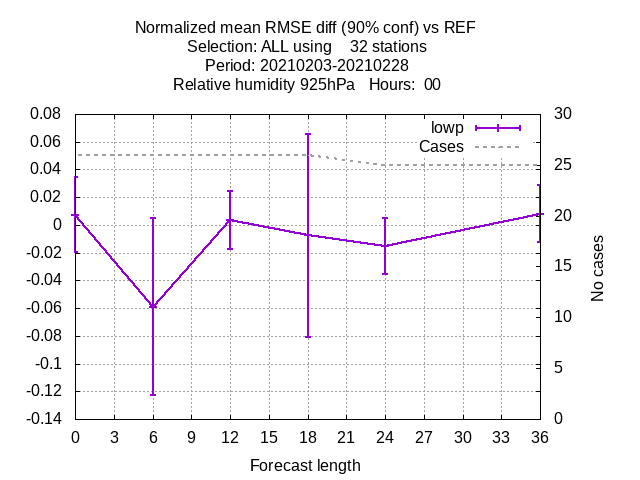 Normalized mean RMSE diff (90% conf) vs REF
Selection: ALL using    32 stations
Period: 20210203-20210228
Relative humidity 925hPa   Hours:  00
0.08
0.06
0.04
0.02
0
-0.02
-0.04
-0.06
-0.08
-0.1
-0.12
-0.14
lowp
Cases
30
25
20
15
10
5
0
No cases
0 3 6 9 12 15 18 21 24 27 30 33 36
Forecast length